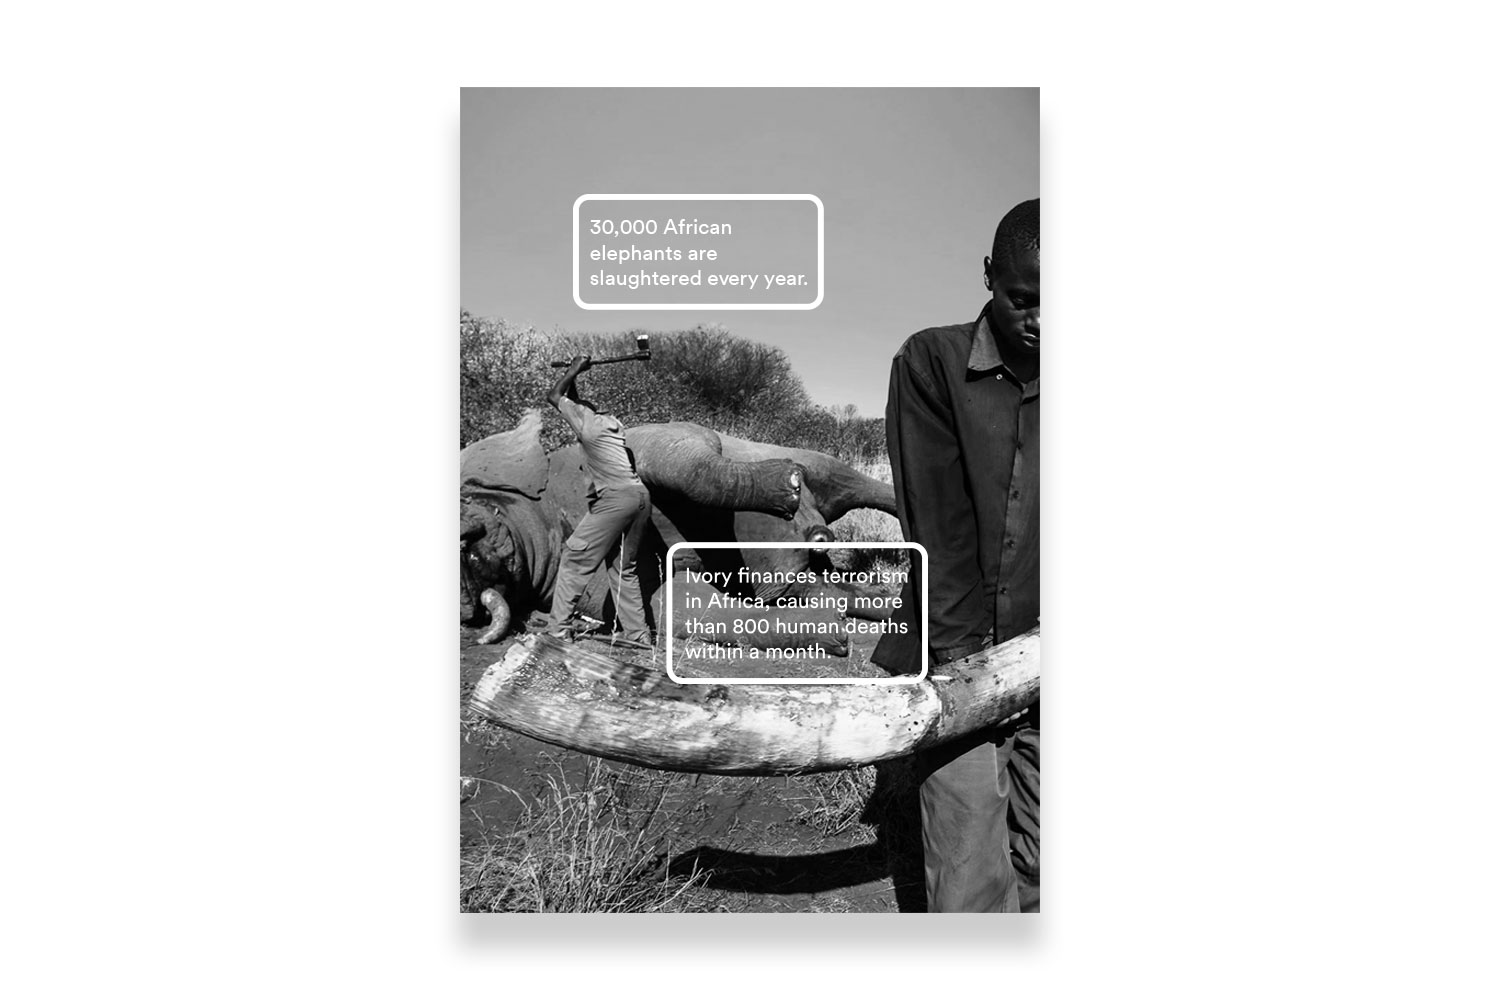 30,000 African
elephants are
slaughtered every year.
Ivory finances terrorism
in Africa, causing more
than 800 human deaths
within a month.